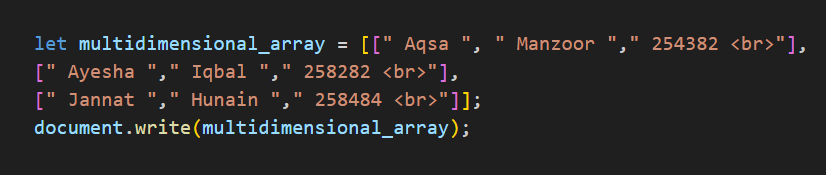 let multidimensional_array = [[" Aqsa ", " Manzoor "," 254382 <br>"],
[" Ayesha "," Iqbal "," 258282 <br>"],
[" Jannat "," Hunain "," 258484 <br>"]];
document.write(multidimensional_array);